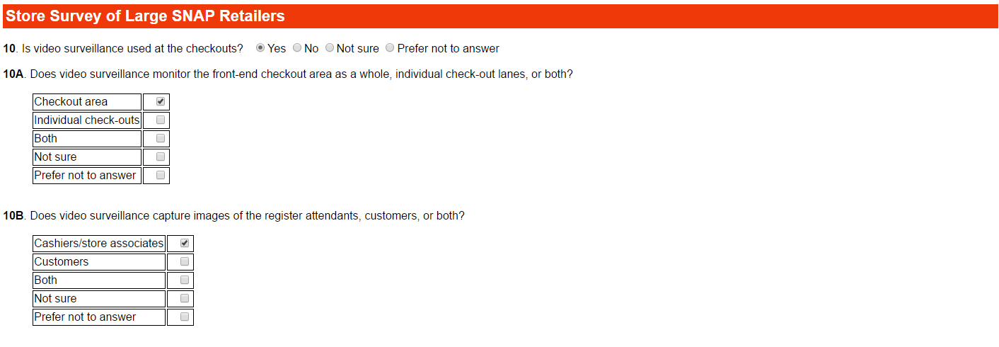 Store Survey of Large SNAP Retailers
10. Is video surveillance used at the checkouts? Yes No Not sure Prefer not to answer
10A. Does video surveillance monitor the front-end checkout area as a whole, individual check-out lanes, or both?
Checkout area
Individual check-outs
Both
Not sure
Prefer not to answer
10B. Does video surveillance capture images of the register attendants, customers, or both?
Cashiers/store associates
Customers
Both
Not sure
Prefer not to answer